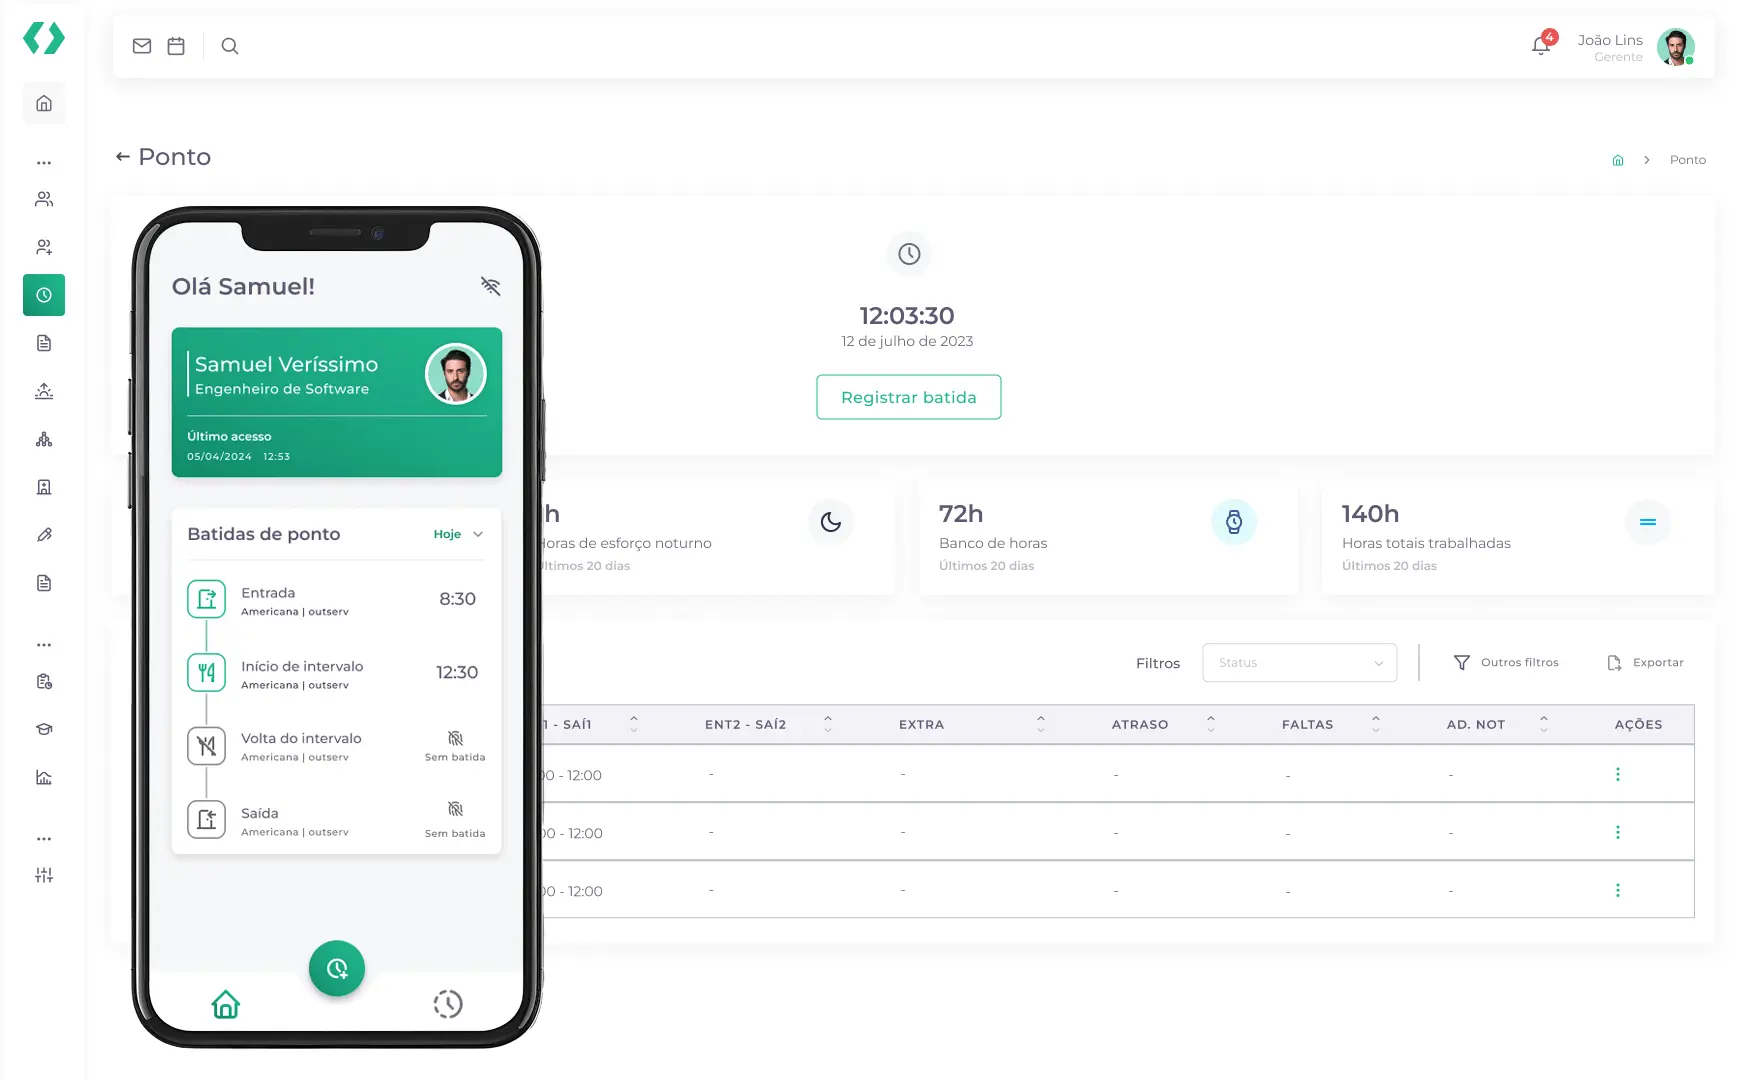 4
João Lins
Gerente
← Ponto
Ponto
Olá Samuel!
Samuel Veríssimo
Engenheiro de Software
Último acesso
05/04/2024 12:53
Batidas de ponto
Hoje
Entrada
Americana | outserv
8:30
Início de intervalo
Americana | outserv
12:30
Volta do intervalo
Americana | outserv
Sem batida
Saída
Americana | outserv
Sem batida
12:03:30
12 de julho de 2023
Registrar batida
h
Horas de esforço noturno
Últimos 20 dias
72h
Banco de horas
Últimos 20 dias
140h
Horas totais trabalhadas
Últimos 20 dias
Filtros
Status
Outros filtros
Exportar
1 - SAÍ1
ENT2 - SAÍ2
EXTRA
ATRASO
FALTAS
AD. NOT
AÇÕES
00 - 12:00 - - - - -
00 - 12:00 - - - - -
00 - 12:00 - - - - -